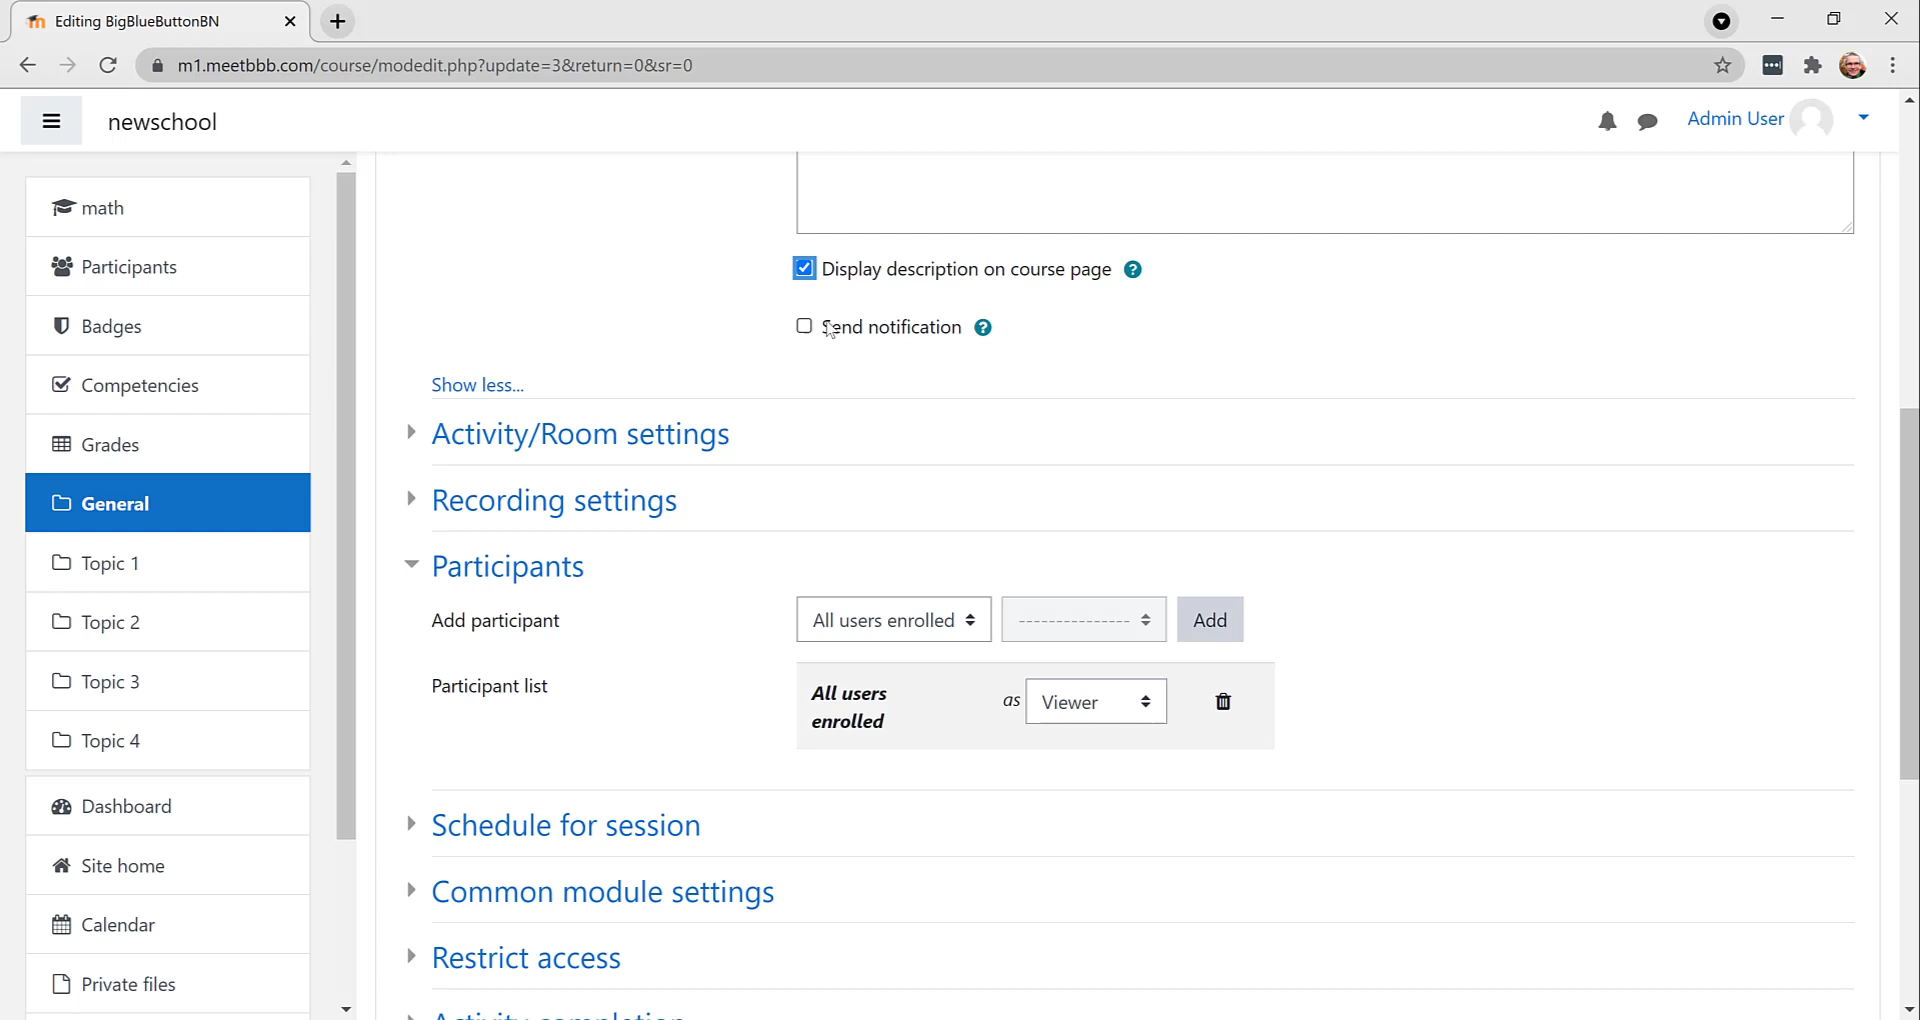 Editing BigBlueButtonBN
m1.meetbbb.com/course/modedit.php?update=3&return=0&sr=0
newschool
Admin User
math
Participants
Badges
Competencies
Grades
General
Topic 1
Topic 2
Topic 3
Topic 4
Dashboard
Site home
Calendar
Private files
Display description on course page
Send notification
Show less...
Activity/Room settings
Recording settings
Participants
Add participant
All users enrolled
---------------
Add
Participant list
All users
enrolled
as
Viewer
Schedule for session
Common module settings
Restrict access
Activity completion